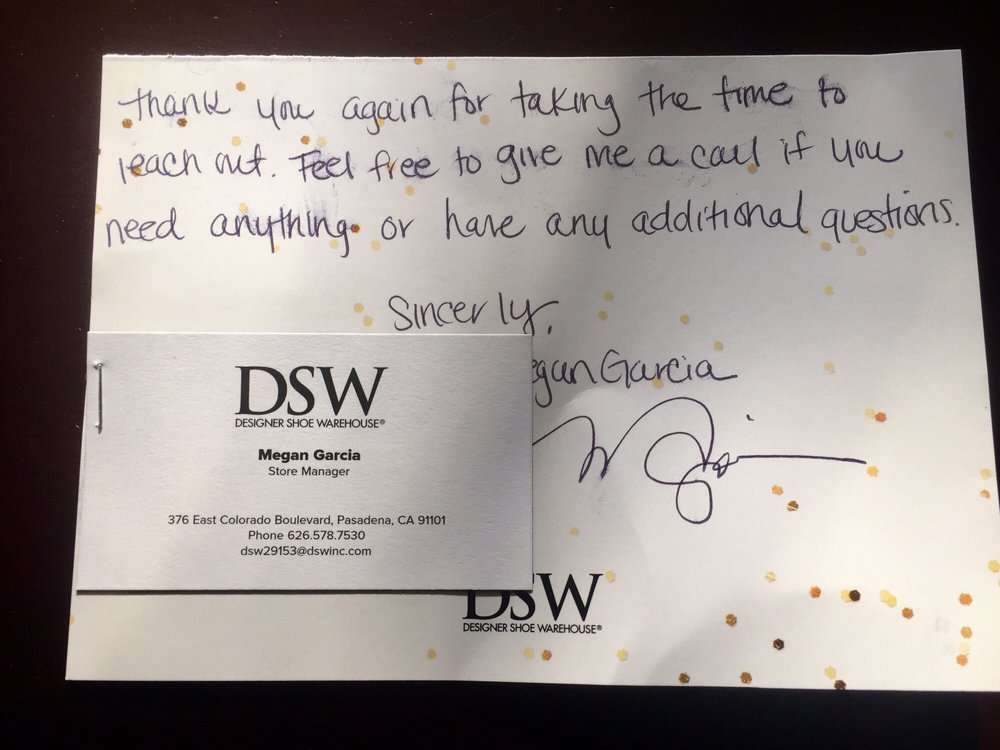 Thank you again for taking the time to
reach out. Feel free to give me a call if you
need anything or have any additional questions.
Sincerly,
egan Garcia
DSW
DESIGNER SHOE WAREHOUSE®
Megan Garcia
Store Manager
376 East Colorado Boulevard, Pasadena, CA 91101
Phone 626.578.7530
dsw29153@dswinc.com
DSW
DESIGNER SHOE WAREHOUSE®